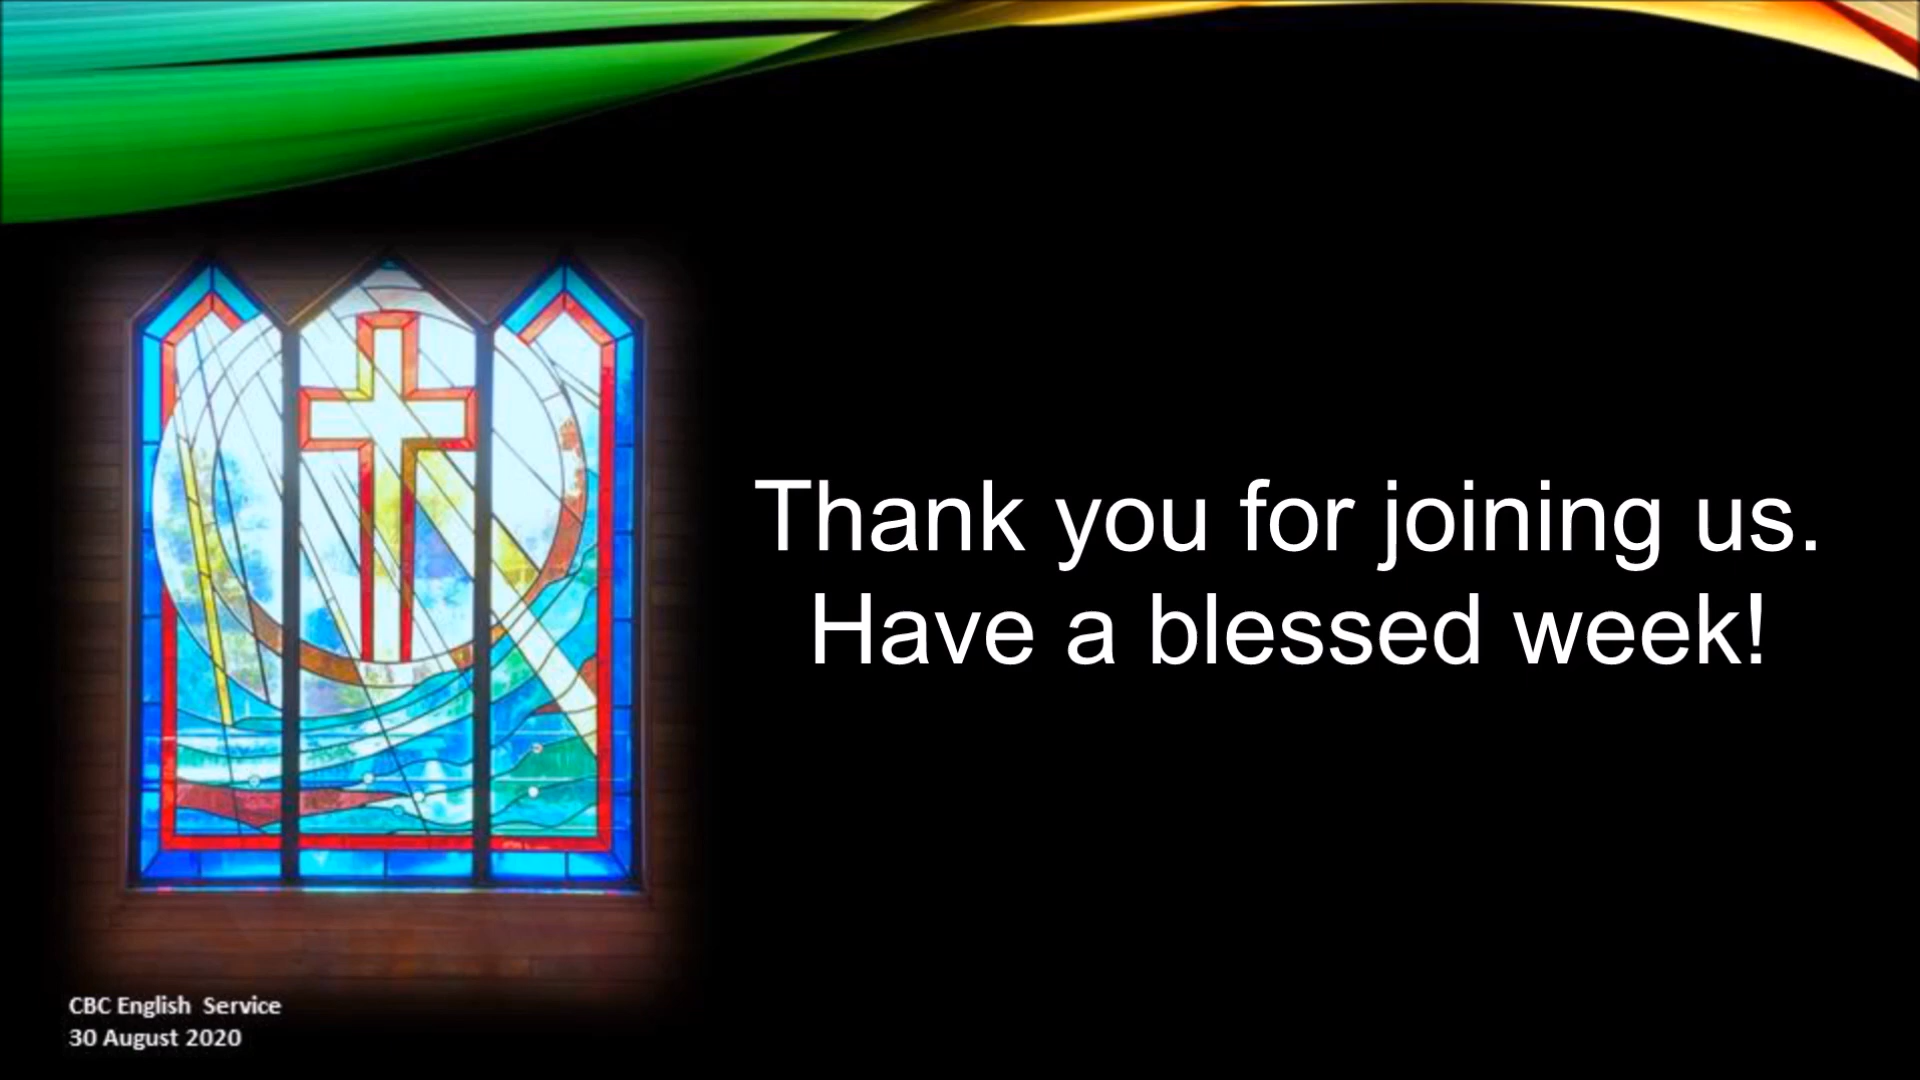 Thank you for joining us.
Have a blessed week!
CBC English Service
30 August 2020